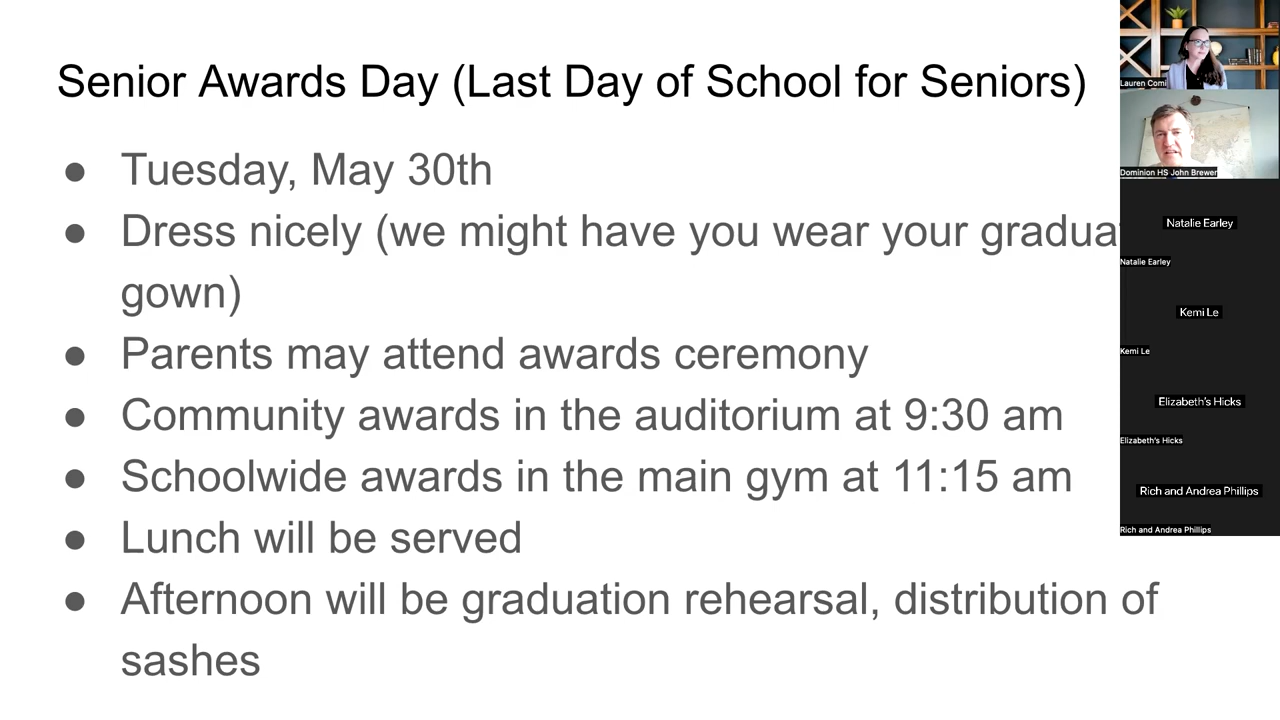 Senior Awards Day (Last Day of School for Seniors)
● Tuesday, May 30th
● Dress nicely (we might have you wear your
gown)
● Parents may attend awards ceremony
● Community awards in the auditorium at 9:30 am
● Schoolwide awards in the main gym at 11:15 am
● Lunch will be served
● Afternoon will be graduation rehearsal, distribution of
sashes
Lauren Comi
Dominion HS John Brewer
Natalie Earley
Natalie Earley
Kemi Le
Kemi Le
Elizabeth's Hicks
Elizabeth's Hicks
Rich and Andrea Phillips
Rich and Andrea Phillips